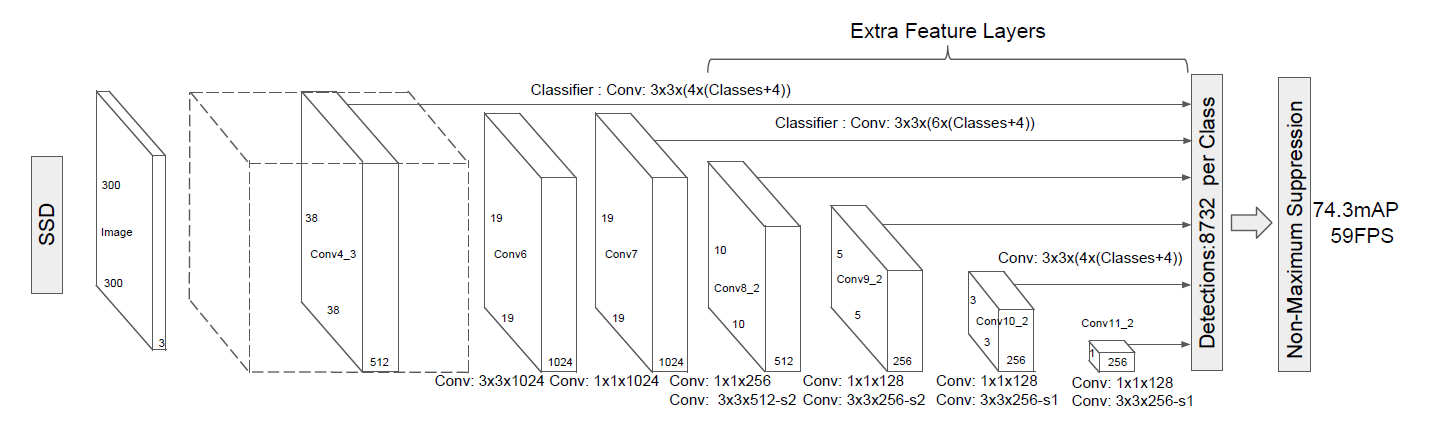 Extra Feature Layers
Classifier : Conv: 3x3x(4x(Classes+4))
Classifier : Conv: 3x3x(6x(Classes+4))
SSD
300
Image
300
3
38
Conv4_3
38
512
19
Conv6
19
1024
19
Conv7
19
1024
10
Conv8_2
10
512
5
Conv9_2
5
256
Conv: 3x3x(4x(Classes+4))
3
Conv10_2
3
256
Conv11_2
1
256
Detections:8732 per Class
Non-Maximum Suppression
74.3mAP
59FPS
Conv: 3x3x1024
Conv: 1x1x1024
Conv: 1x1x256
Conv: 3x3x512-s2
Conv: 1x1x128
Conv: 3x3x256-s2
Conv: 1x1x128
Conv: 3x3x256-s1
Conv: 1x1x128
Conv: 3x3x256-s1